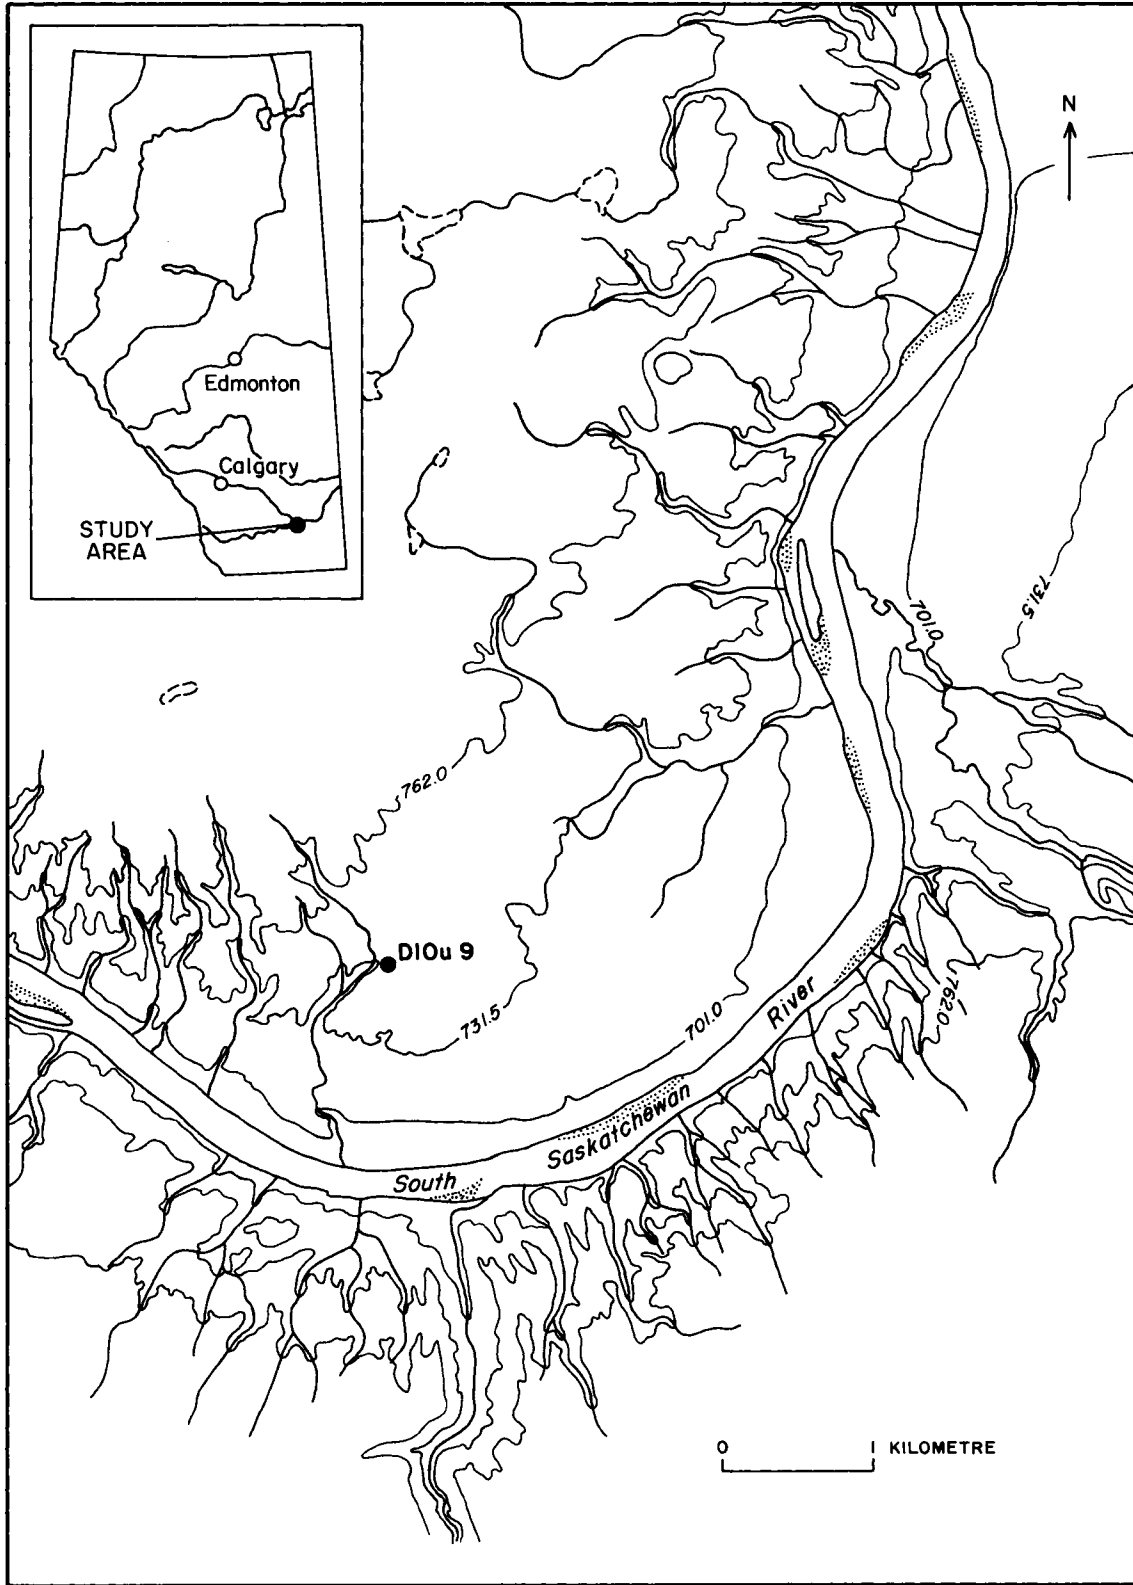 N
Edmonton
Calgary
STUDY
AREA
731.5
701.0
762.0
DlOu 9
762.0
731.5
701.0
River
Saskatchewan
South
0 1 KILOMETRE